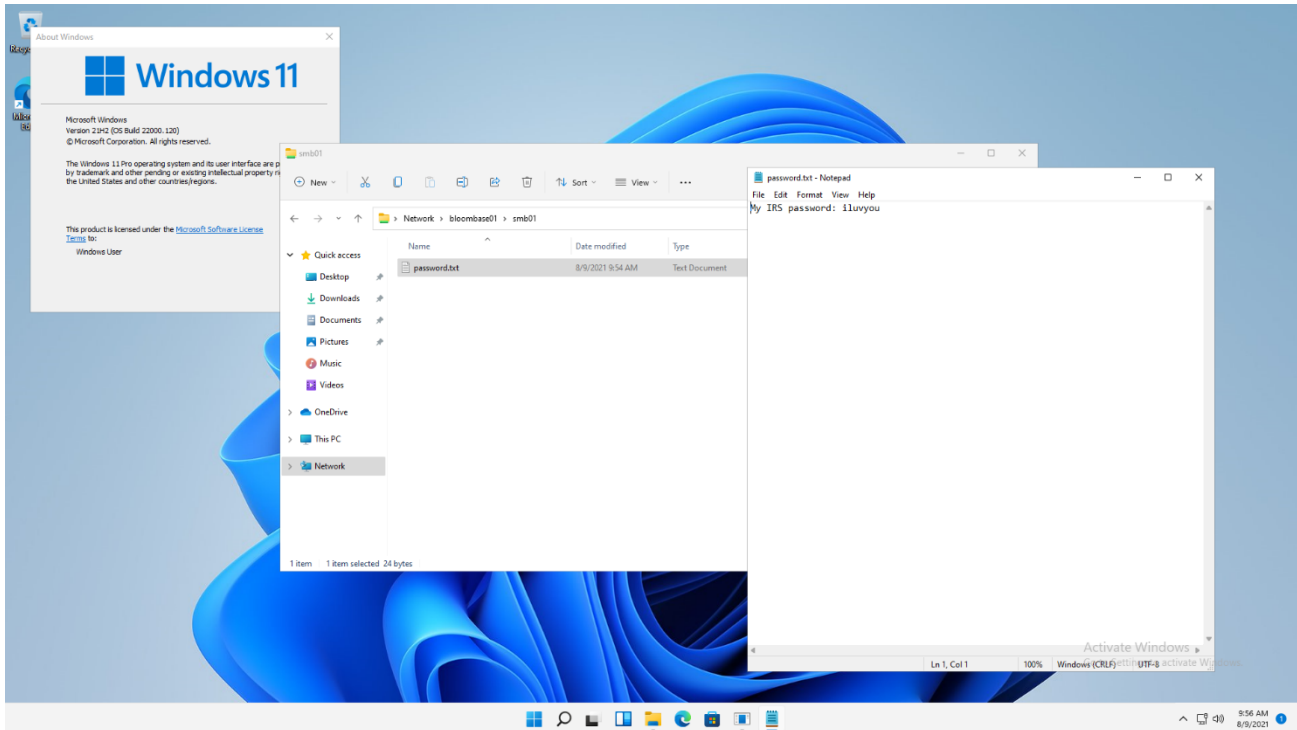 About Windows
Windows 11
Microsoft Windows
Version 21H2 (OS Build 22000.120)
© Microsoft Corporation. All rights reserved.
The Windows 11 Pro operating system and its user interface are p
by trademark and other pending or existing intellectual property ri
the United States and other countries/regions.
This product is licensed under the Microsoft Software License
Terms to:
Windows User
smb01
New
Sort
View
Network > bloombase01 > smb01
Name Date modified Type
password.txt 8/9/2021 9:54 AM Text Document
Quick access
Desktop
Downloads
Documents
Pictures
Music
Videos
OneDrive
This PC
Network
1 item 1 item selected 24 bytes
password.txt - Notepad
File Edit Format View Help
My IRS password: iluvyou
Activate Windows
Ln 1, Col 1 100% Windows (CRLF) UTF-8
9:56 AM
8/9/2021
1